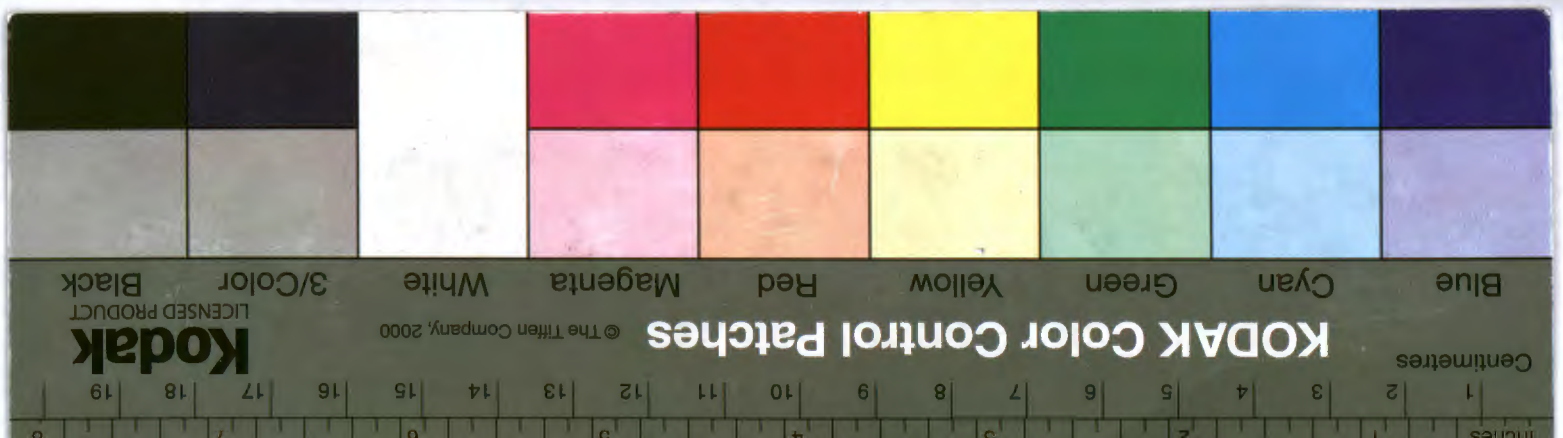 Inches 1 2 3 4 5 6 7 8
Centimetres 1 2 3 4 5 6 7 8 9 10 11 12 13 14 15 16 17 18 19
KODAK Color Control Patches
© The Tiffen Company, 2000
Kodak
LICENSED PRODUCT
Blue Cyan Green Yellow Red Magenta White 3/Color Black